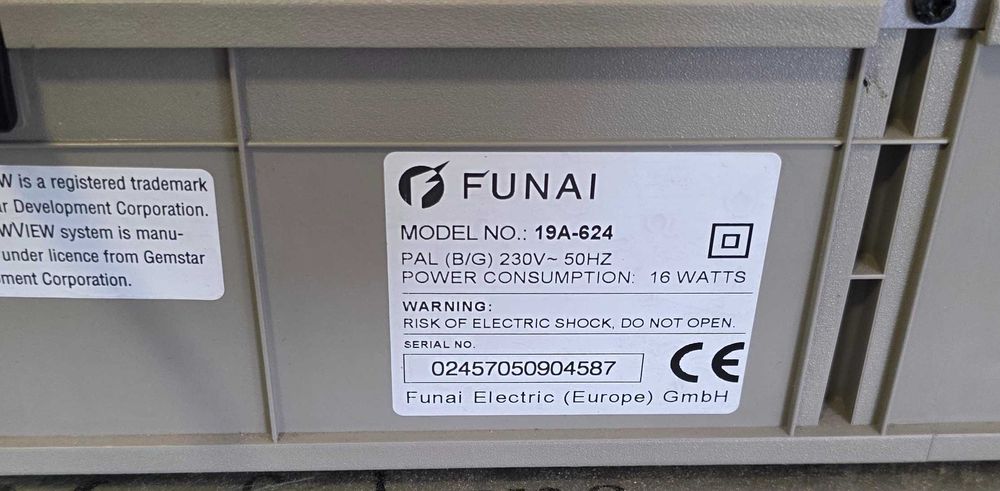 W is a registered trademark
ar Development Corporation.
WVIEW system is manu-
under licence from Gemstar
ment Corporation.
FUNAI
MODEL NO.: 19A-624
PAL (B/G) 230V~ 50HZ
POWER CONSUMPTION: 16 WATTS
WARNING:
RISK OF ELECTRIC SHOCK, DO NOT OPEN.
SERIAL NO.
02457050904587
CE
Funai Electric (Europe) GmbH